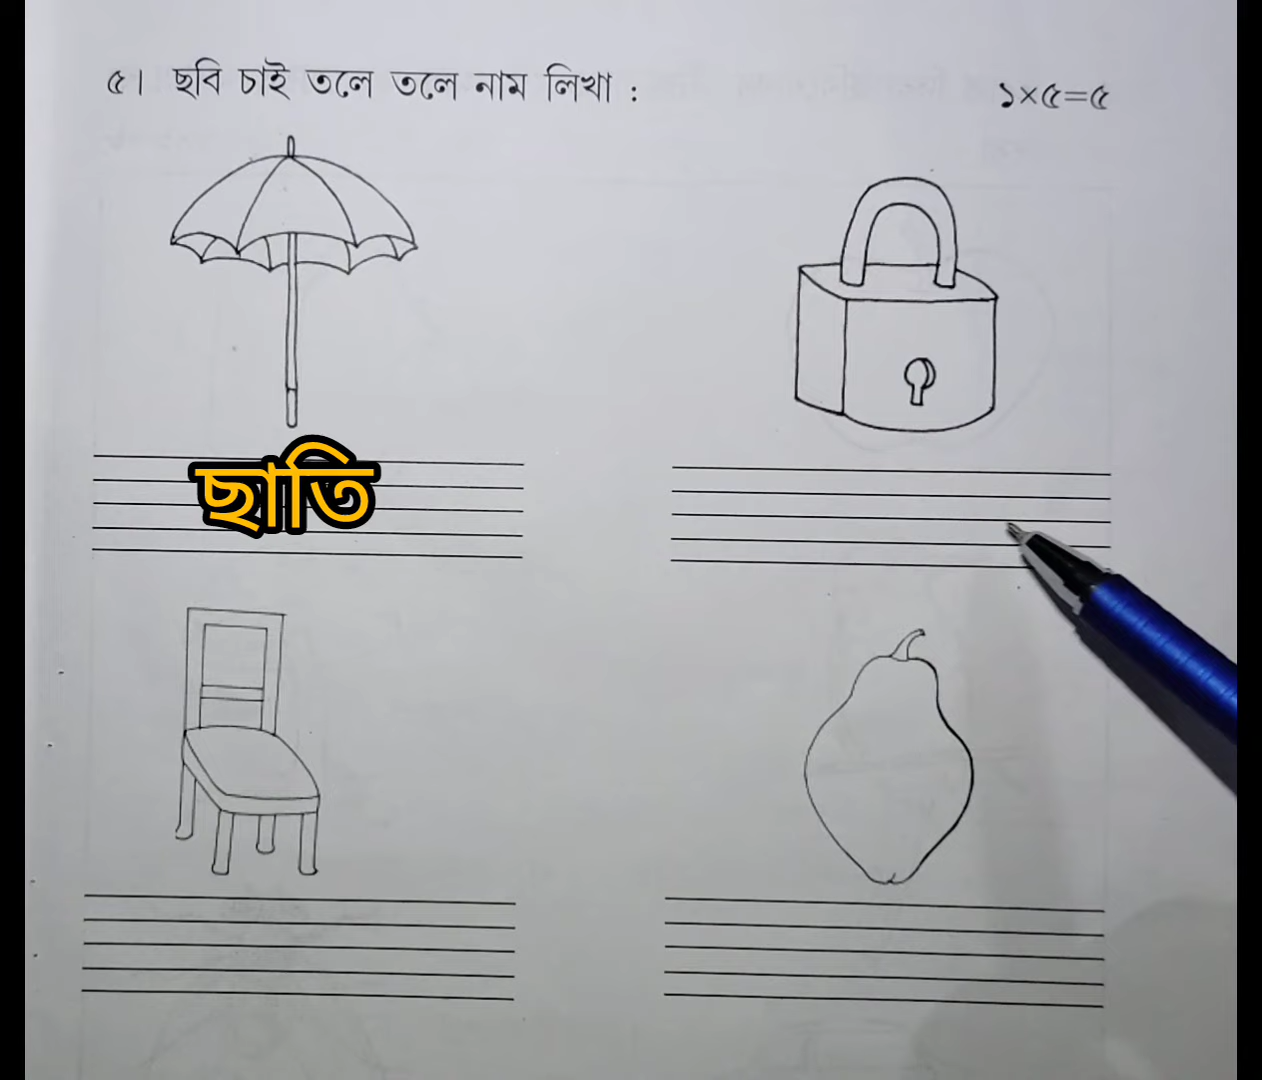 ৫। ছবি চাই তলে তলে নাম লিখা : ১×৫=৫
ছাতি